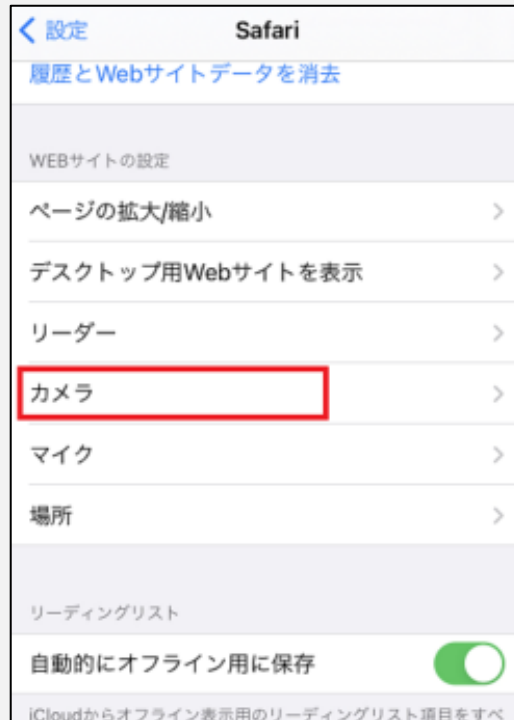 設定
Safari
履歴とWebサイトデータを消去
WEBサイトの設定
ページの拡大/縮小
デスクトップ用Webサイトを表示
リーダー
カメラ
マイク
場所
リーディングリスト
自動的にオフライン用に保存
iCloudからオフライン表示用のリーディングリスト項目をすべ